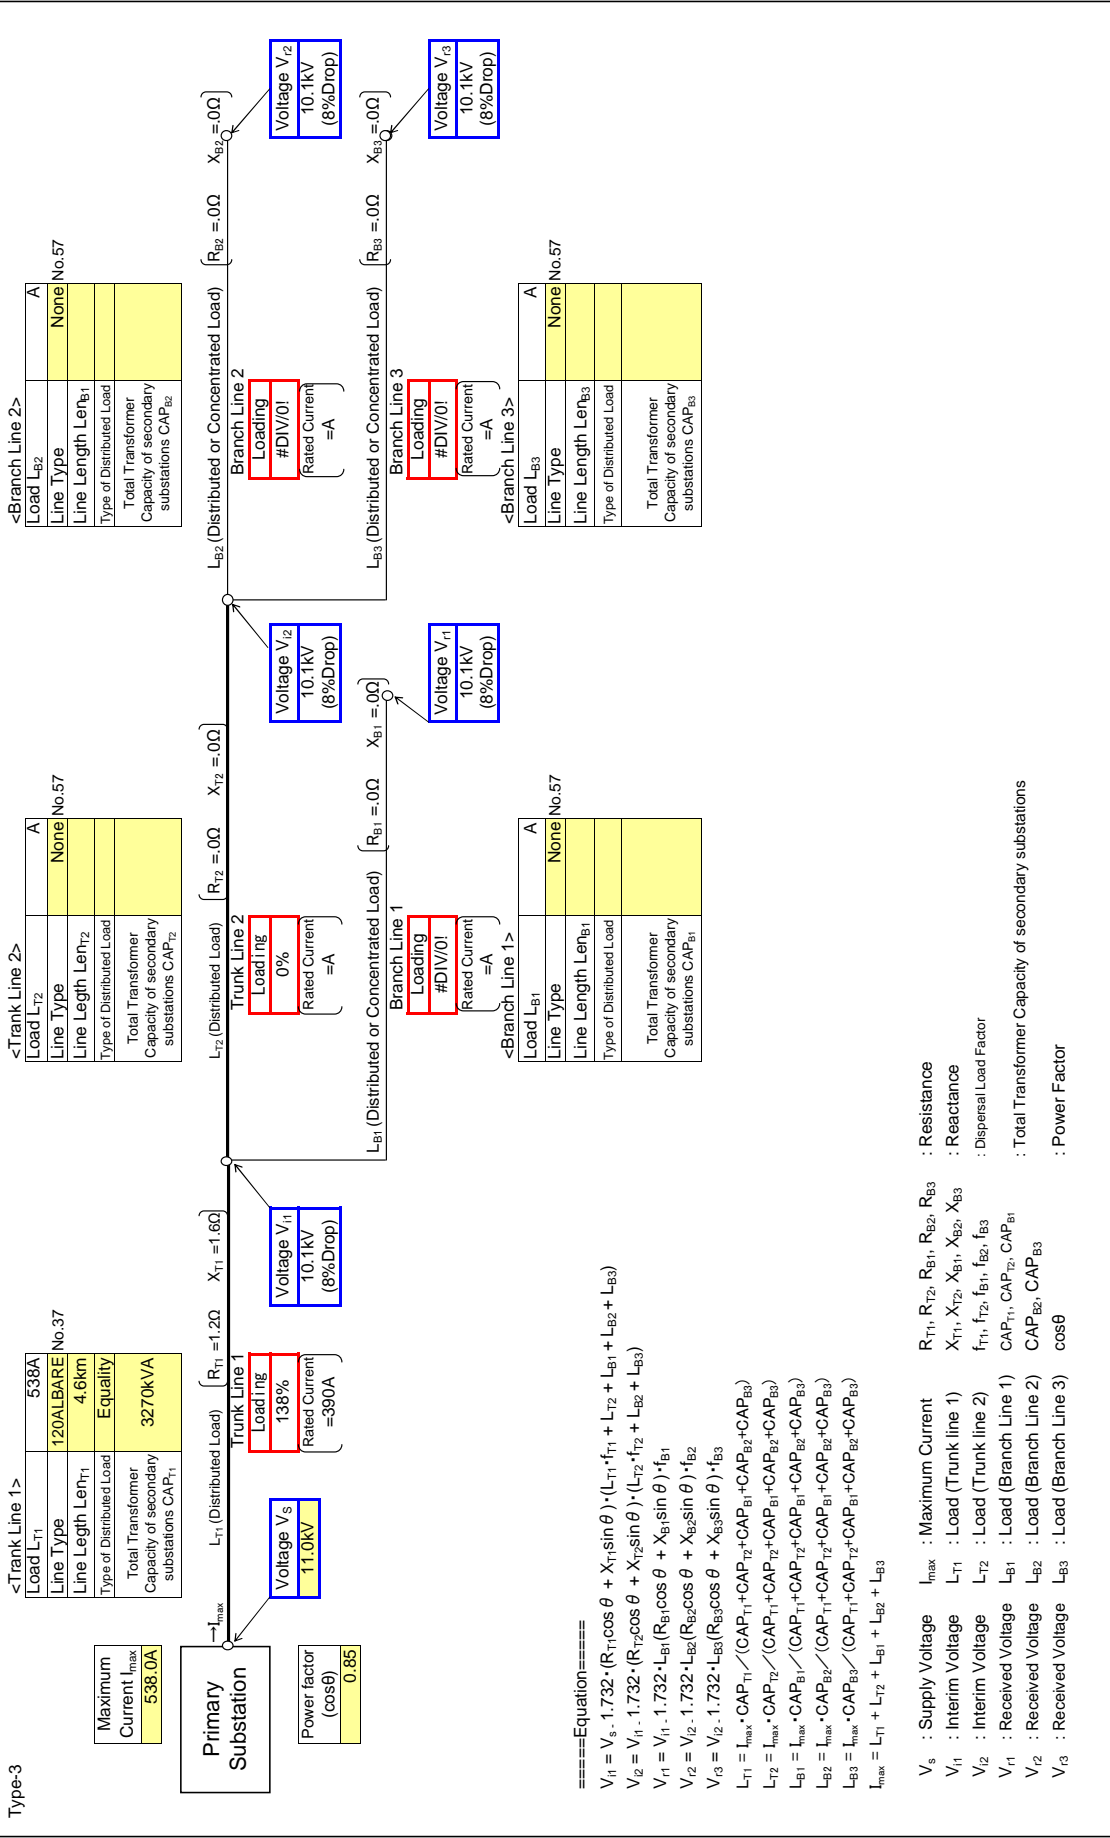 Type-3
Maximum
Current Imax
538.0A
Primary
Substation
Power factor
(cosθ)
0.85
→Imax
Voltage VS
11.0kV
<Trank Line 1>
Load LT1 538A
Line Type 120ALBARE No.37
Line Length LenT1 4.6km
Type of Distributed Load Equality
Total Transformer
Capacity of secondary
substations CAPT1
3270kVA
LT1 (Distributed Load)
RT1 =1.2Ω XT1 =1.6Ω
Trunk Line 1
Loading
138%
Rated Current
=390A
Voltage Vi1
10.1kV
(8%Drop)
<Trank Line 2>
Load LT2 A
Line Type None No.57
Line Legth LenT2
Type of Distributed Load
Total Transformer
Capacity of secondary
substations CAPT2
LT2 (Distributed Load)
RT2 =.0Ω XT2 =.0Ω
Trunk Line 2
Loading
0%
Rated Current
=A
Voltage Vi2
10.1kV
(8%Drop)
LB1 (Distributed or Concentrated Load)
RB1 =.0Ω XB1 =.0Ω
Branch Line 1
Loading
#DIV/0!
Rated Current
=A
Voltage Vr1
10.1kV
(8%Drop)
<Branch Line 1>
Load LB1 A
Line Type None No.57
Line Length LenB1
Type of Distributed Load
Total Transformer
Capacity of secondary
substations CAPB1
<Branch Line 2>
Load LB2 A
Line Type None No.57
Line Length LenB1
Type of Distributed Load
Total Transformer
Capacity of secondary
substations CAPB2
LB2 (Distributed or Concentrated Load)
RB2 =.0Ω XB2 =.0Ω
Branch Line 2
Loading
#DIV/0!
Rated Current
=A
Voltage Vr2
10.1kV
(8%Drop)
LB3 (Distributed or Concentrated Load)
RB3 =.0Ω XB3 =.0Ω
Branch Line 3
Loading
#DIV/0!
Rated Current
=A
Voltage Vr3
10.1kV
(8%Drop)
<Branch Line 3>
Load LB3 A
Line Type None No.57
Line Length LenB3
Type of Distributed Load
Total Transformer
Capacity of secondary
substations CAPB3
=====Equation=====
Vi1 = VS - 1.732・(RT1cosθ + XT1sinθ)・(LT1・fT1 + LT2 + LB1 + LB2 + LB3)
Vi2 = Vi1 - 1.732・(RT2cosθ + XT2sinθ)・(LT2・fT2 + LB2 + LB3)
Vr1 = Vi1 - 1.732・LB1(RB1cosθ + XB1sinθ)・fB1
Vr2 = Vi2 - 1.732・LB2(RB2cosθ + XB2sinθ)・fB2
Vr3 = Vi2 - 1.732・LB3(RB3cosθ + XB3sinθ)・fB3
LT1 = Imax・CAPT1／(CAPT1+CAPT2+CAPB1+CAPB2+CAPB3)
LT2 = Imax・CAPT2／(CAPT1+CAPT2+CAPB1+CAPB2+CAPB3)
LB1 = Imax・CAPB1／(CAPT1+CAPT2+CAPB1+CAPB2+CAPB3)
LB2 = Imax・CAPB2／(CAPT1+CAPT2+CAPB1+CAPB2+CAPB3)
LB3 = Imax・CAPB3／(CAPT1+CAPT2+CAPB1+CAPB2+CAPB3)
Imax = LT1 + LT2 + LB1 + LB2 + LB3
Vs : Supply Voltage Imax : Maximum Current RT1, RT2, RB1, RB2, RB3 : Resistance
Vi1 : Interim Voltage LT1 : Load (Trunk line 1) XT1, XT2, XB1, XB2, XB3 : Reactance
Vi2 : Interim Voltage LT2 : Load (Trunk line 2) fT1, fT2, fB1, fB2, fB3 : Dispersal Load Factor
Vr1 : Received Voltage LB1 : Load (Branch Line 1) CAPT1, CAPT2, CAPB1 : Total Transformer Capacity of secondary substations
Vr2 : Received Voltage LB2 : Load (Branch Line 2) CAPB2, CAPB3
Vr3 : Received Voltage LB3 : Load (Branch Line 3) cosθ : Power Factor